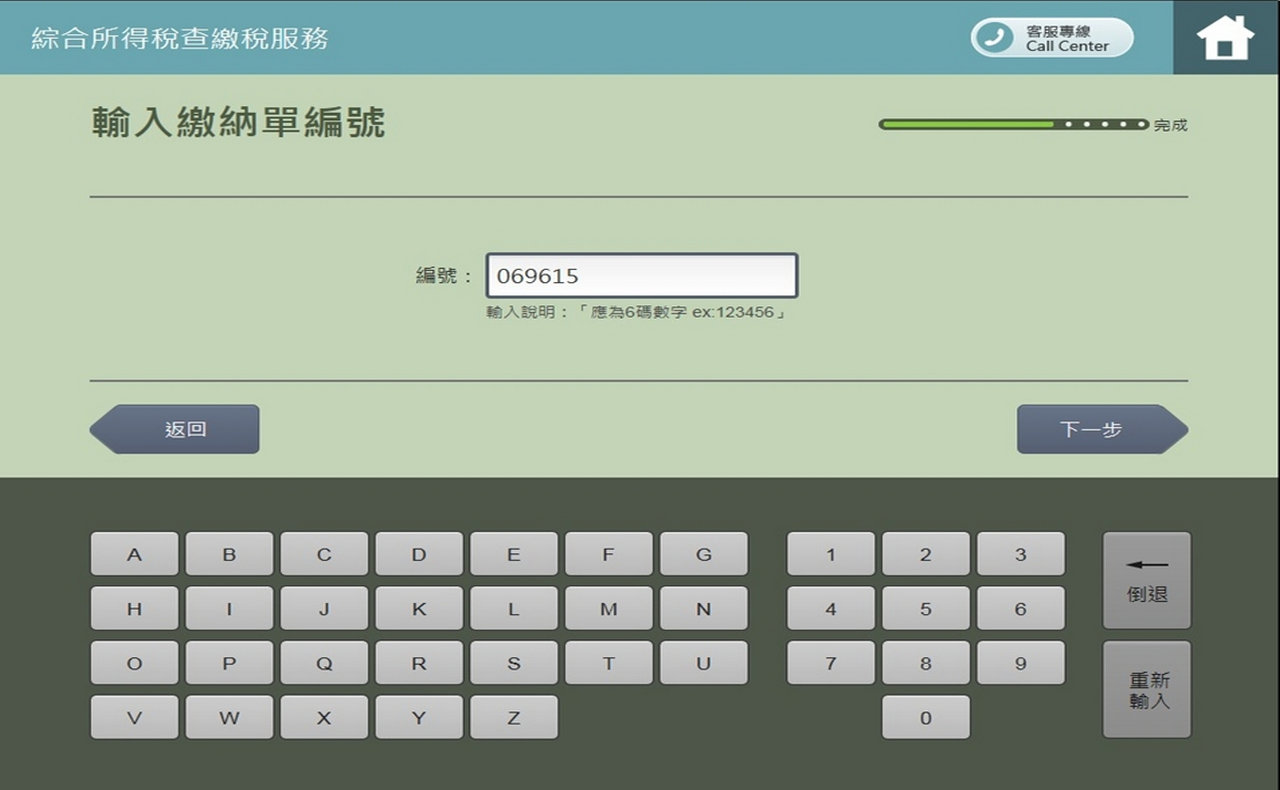 綜合所得稅查繳稅服務
客服專線
Call Center
輸入繳納單編號
完成
編號：
069615
輸入說明：「應為6碼數字 ex:123456」
返回
下一步
A B C D E F G 1 2 3
倒退
H I J K L M N 4 5 6
O P Q R S T U 7 8 9
重新
輸入
V W X Y Z 0